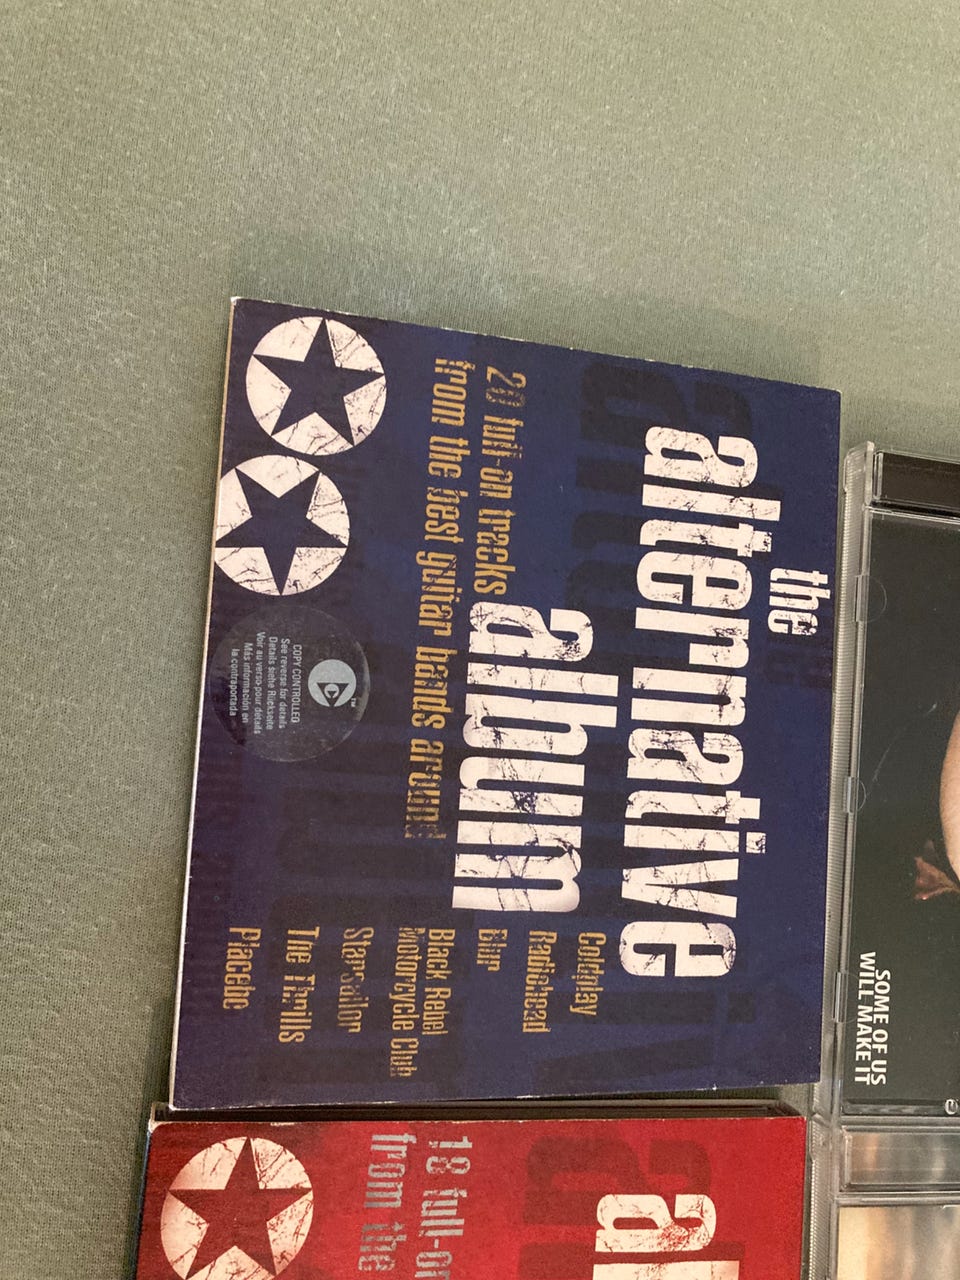 the
alternative
album
20 full-on tracks
from the best guitar bands around
Coldplay
Radiohead
Blur
Black Rebel
Motorcycle Club
Starsailor
The Thrills
Placebo
COPY CONTROLLED
See reverse for details
Details siehe Rückseite
Voir au verso pour détails
Más información en
la contraportada
SOME OF US
WILL MAKE IT
al
18 full-on
from the